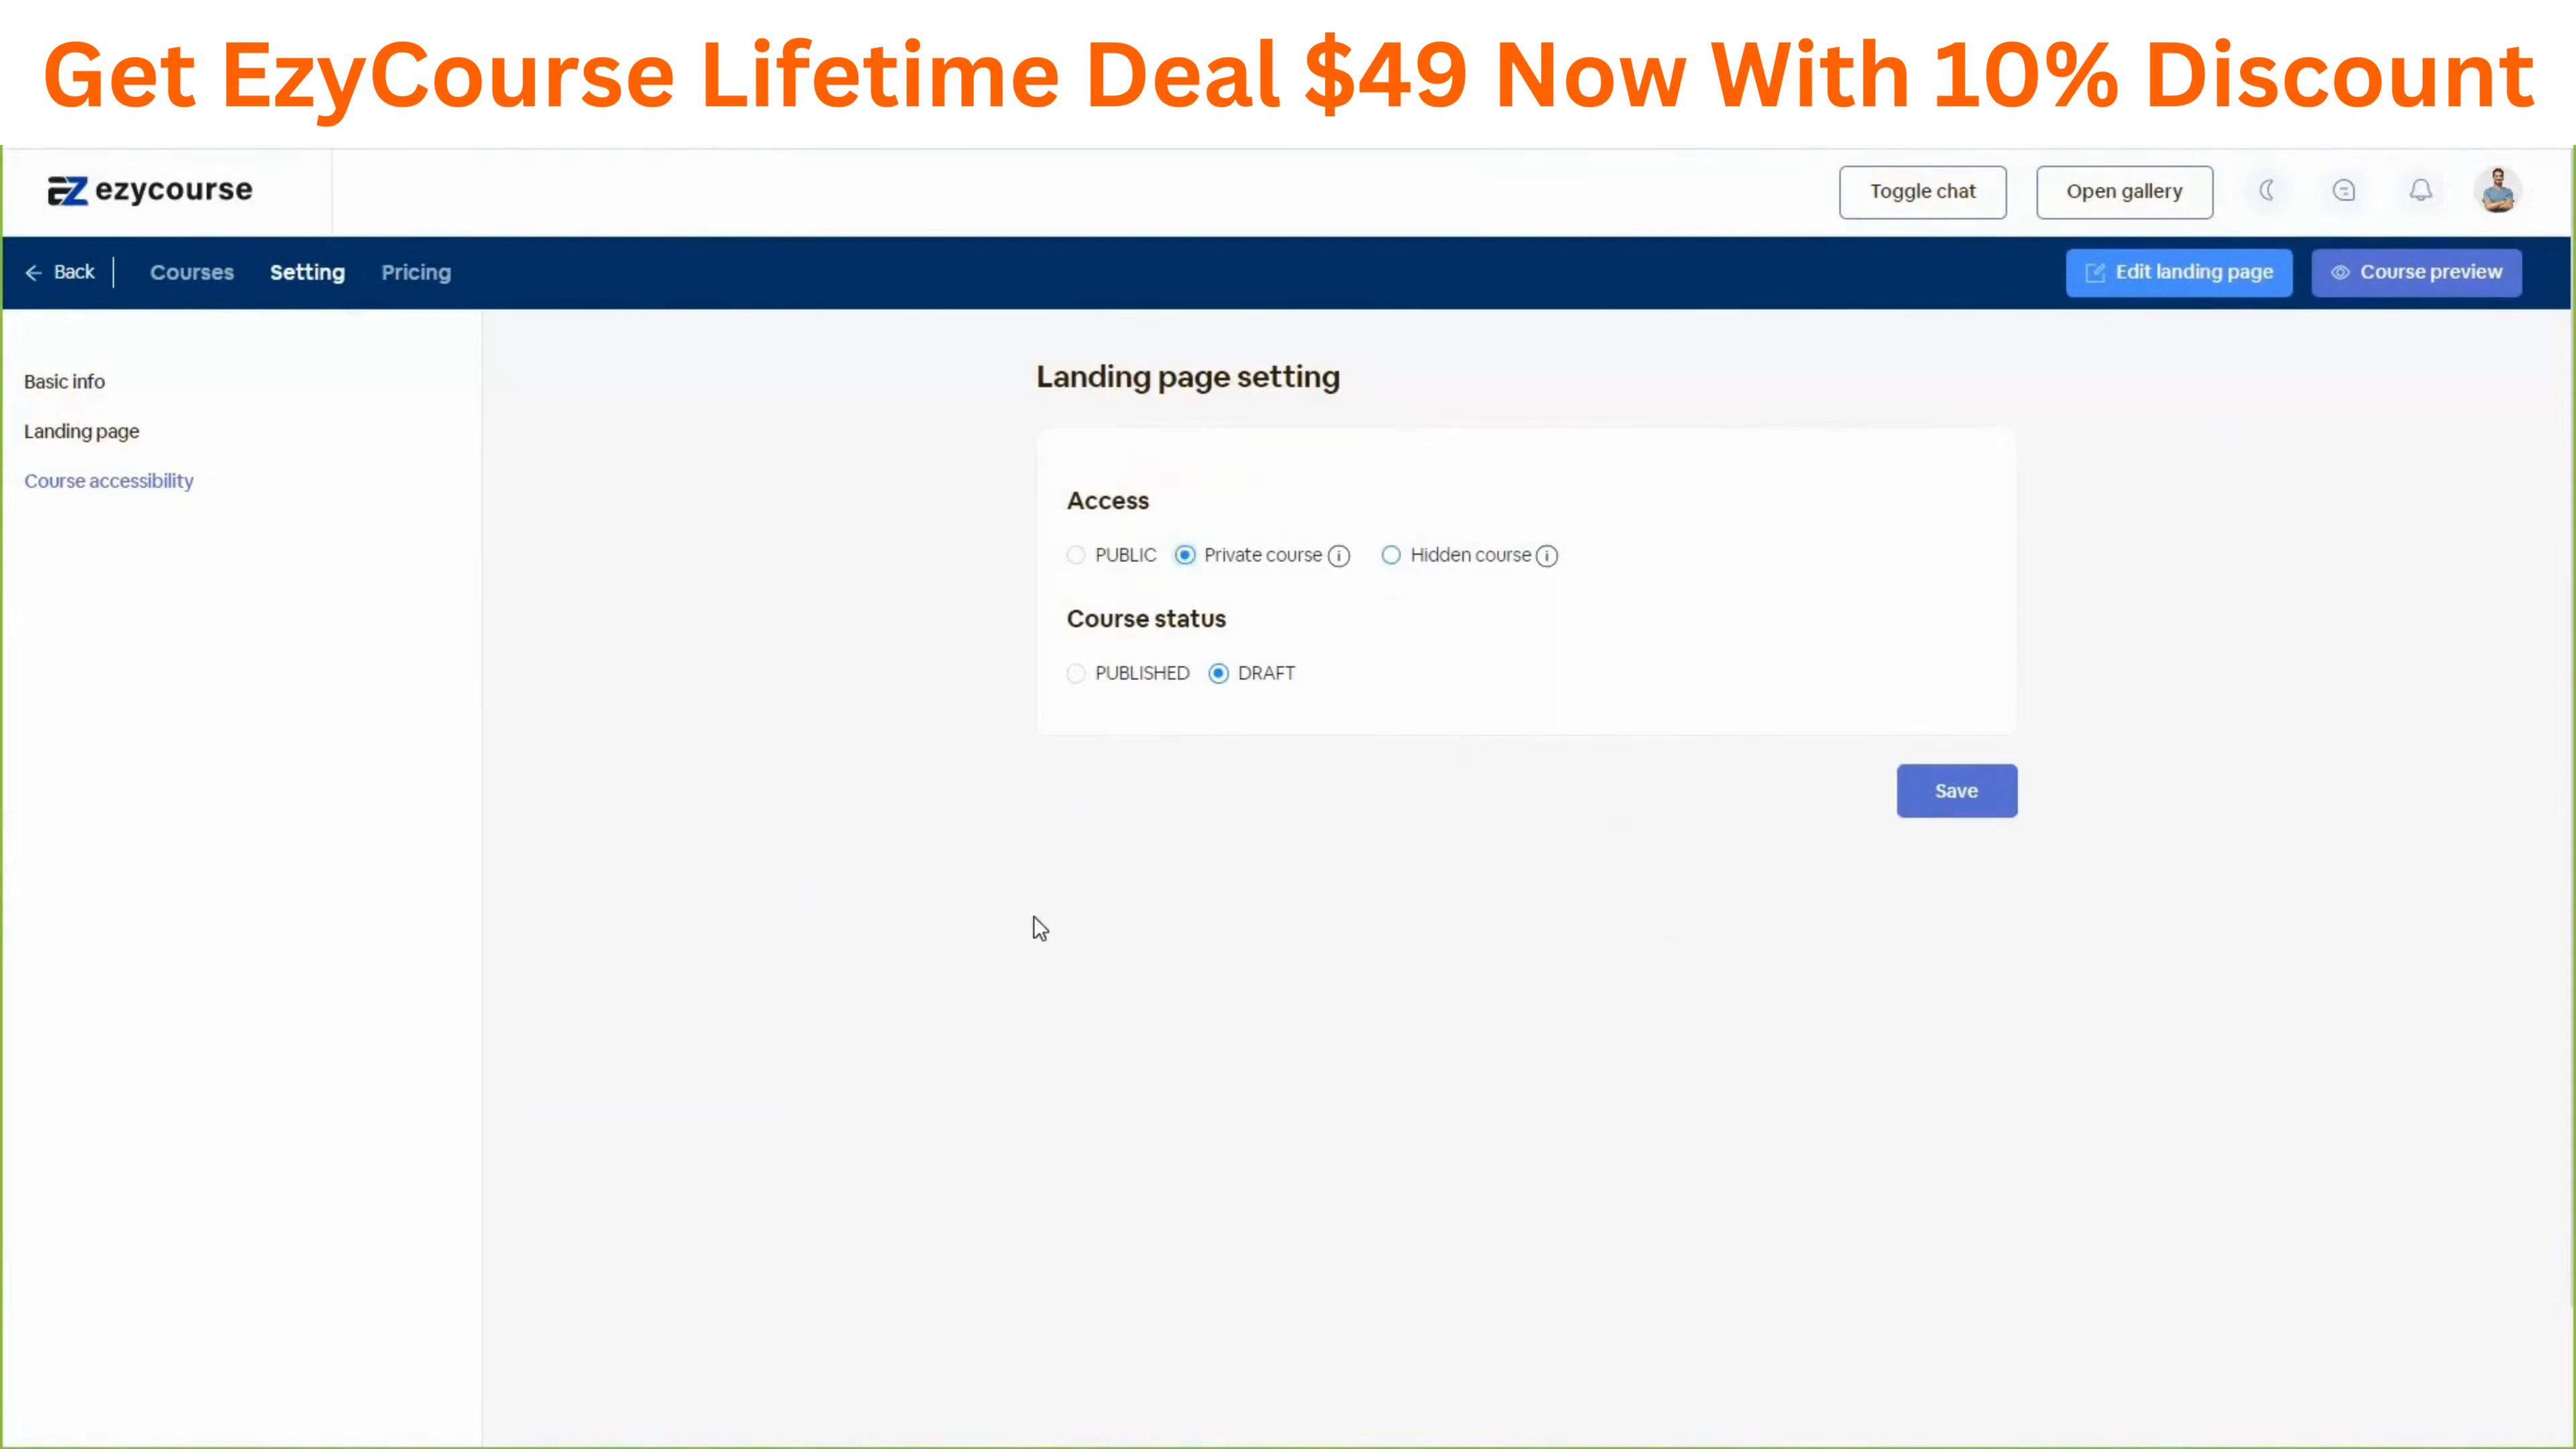 Get EzyCourse Lifetime Deal $49 Now With 10% Discount
EZ ezycourse
Toggle chat
Open gallery
Back
Courses
Setting
Pricing
Edit landing page
Course preview
Basic info
Landing page
Course accessibility
Landing page setting
Access
PUBLIC Private course Hidden course
Course status
PUBLISHED DRAFT
Save